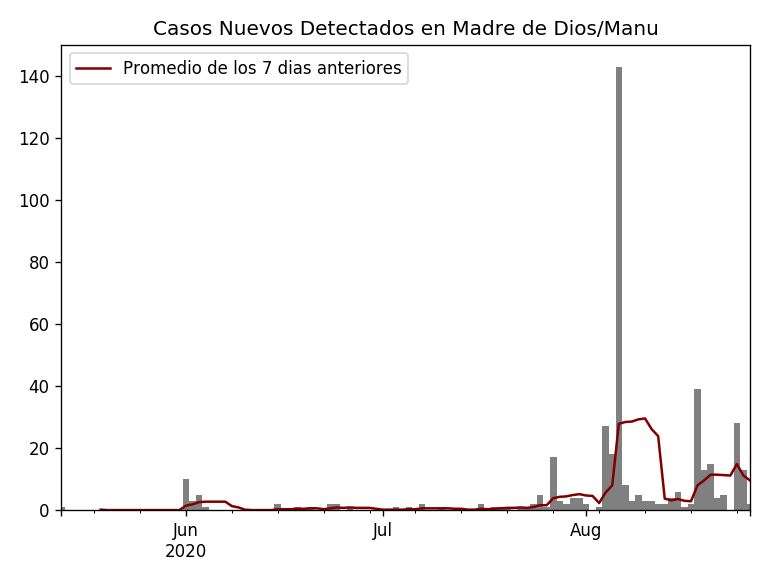 Casos Nuevos Detectados en Madre de Dios/Manu
Promedio de los 7 dias anteriores
140
120
100
80
60
40
20
0
Jun
2020
Jul
Aug